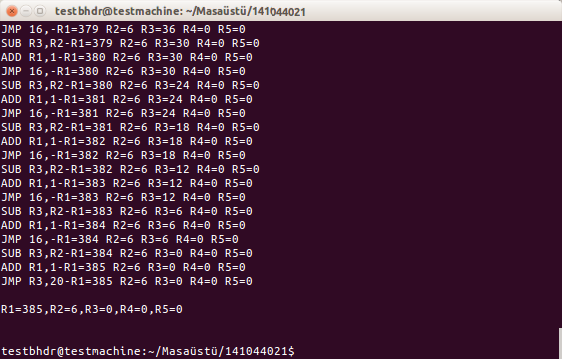 testbhdr@testmachine: ~/Masaüstü/141044021
JMP 16,-R1=379 R2=6 R3=36 R4=0 R5=0
SUB R3,R2-R1=379 R2=6 R3=30 R4=0 R5=0
ADD R1,1-R1=380 R2=6 R3=30 R4=0 R5=0
JMP 16,-R1=380 R2=6 R3=30 R4=0 R5=0
SUB R3,R2-R1=380 R2=6 R3=24 R4=0 R5=0
ADD R1,1-R1=381 R2=6 R3=24 R4=0 R5=0
JMP 16,-R1=381 R2=6 R3=24 R4=0 R5=0
SUB R3,R2-R1=381 R2=6 R3=18 R4=0 R5=0
ADD R1,1-R1=382 R2=6 R3=18 R4=0 R5=0
JMP 16,-R1=382 R2=6 R3=18 R4=0 R5=0
SUB R3,R2-R1=382 R2=6 R3=12 R4=0 R5=0
ADD R1,1-R1=383 R2=6 R3=12 R4=0 R5=0
JMP 16,-R1=383 R2=6 R3=12 R4=0 R5=0
SUB R3,R2-R1=383 R2=6 R3=6 R4=0 R5=0
ADD R1,1-R1=384 R2=6 R3=6 R4=0 R5=0
JMP 16,-R1=384 R2=6 R3=6 R4=0 R5=0
SUB R3,R2-R1=384 R2=6 R3=0 R4=0 R5=0
ADD R1,1-R1=385 R2=6 R3=0 R4=0 R5=0
JMP R3,20-R1=385 R2=6 R3=0 R4=0 R5=0
R1=385,R2=6,R3=0,R4=0,R5=0
testbhdr@testmachine:~/Masaüstü/141044021$